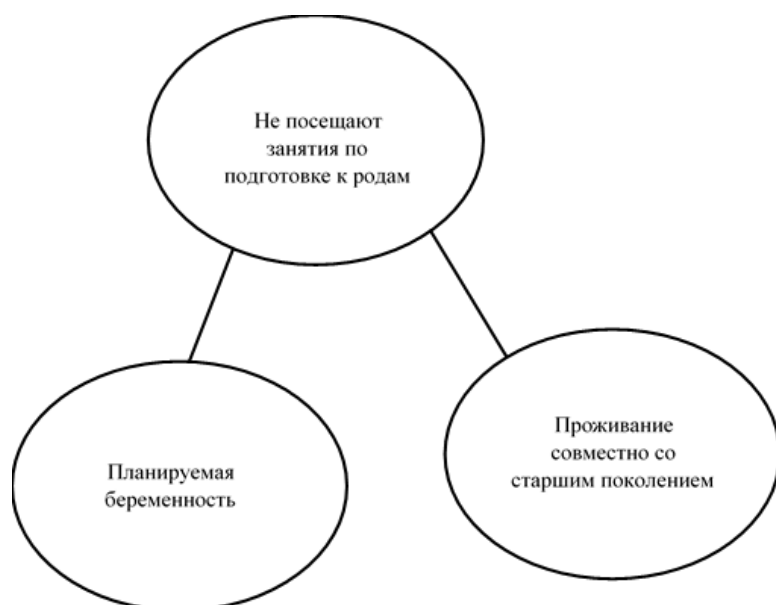 Не посещают
занятия по
подготовке к родам
Планируемая
беременность
Проживание
совместно со
старшим поколением